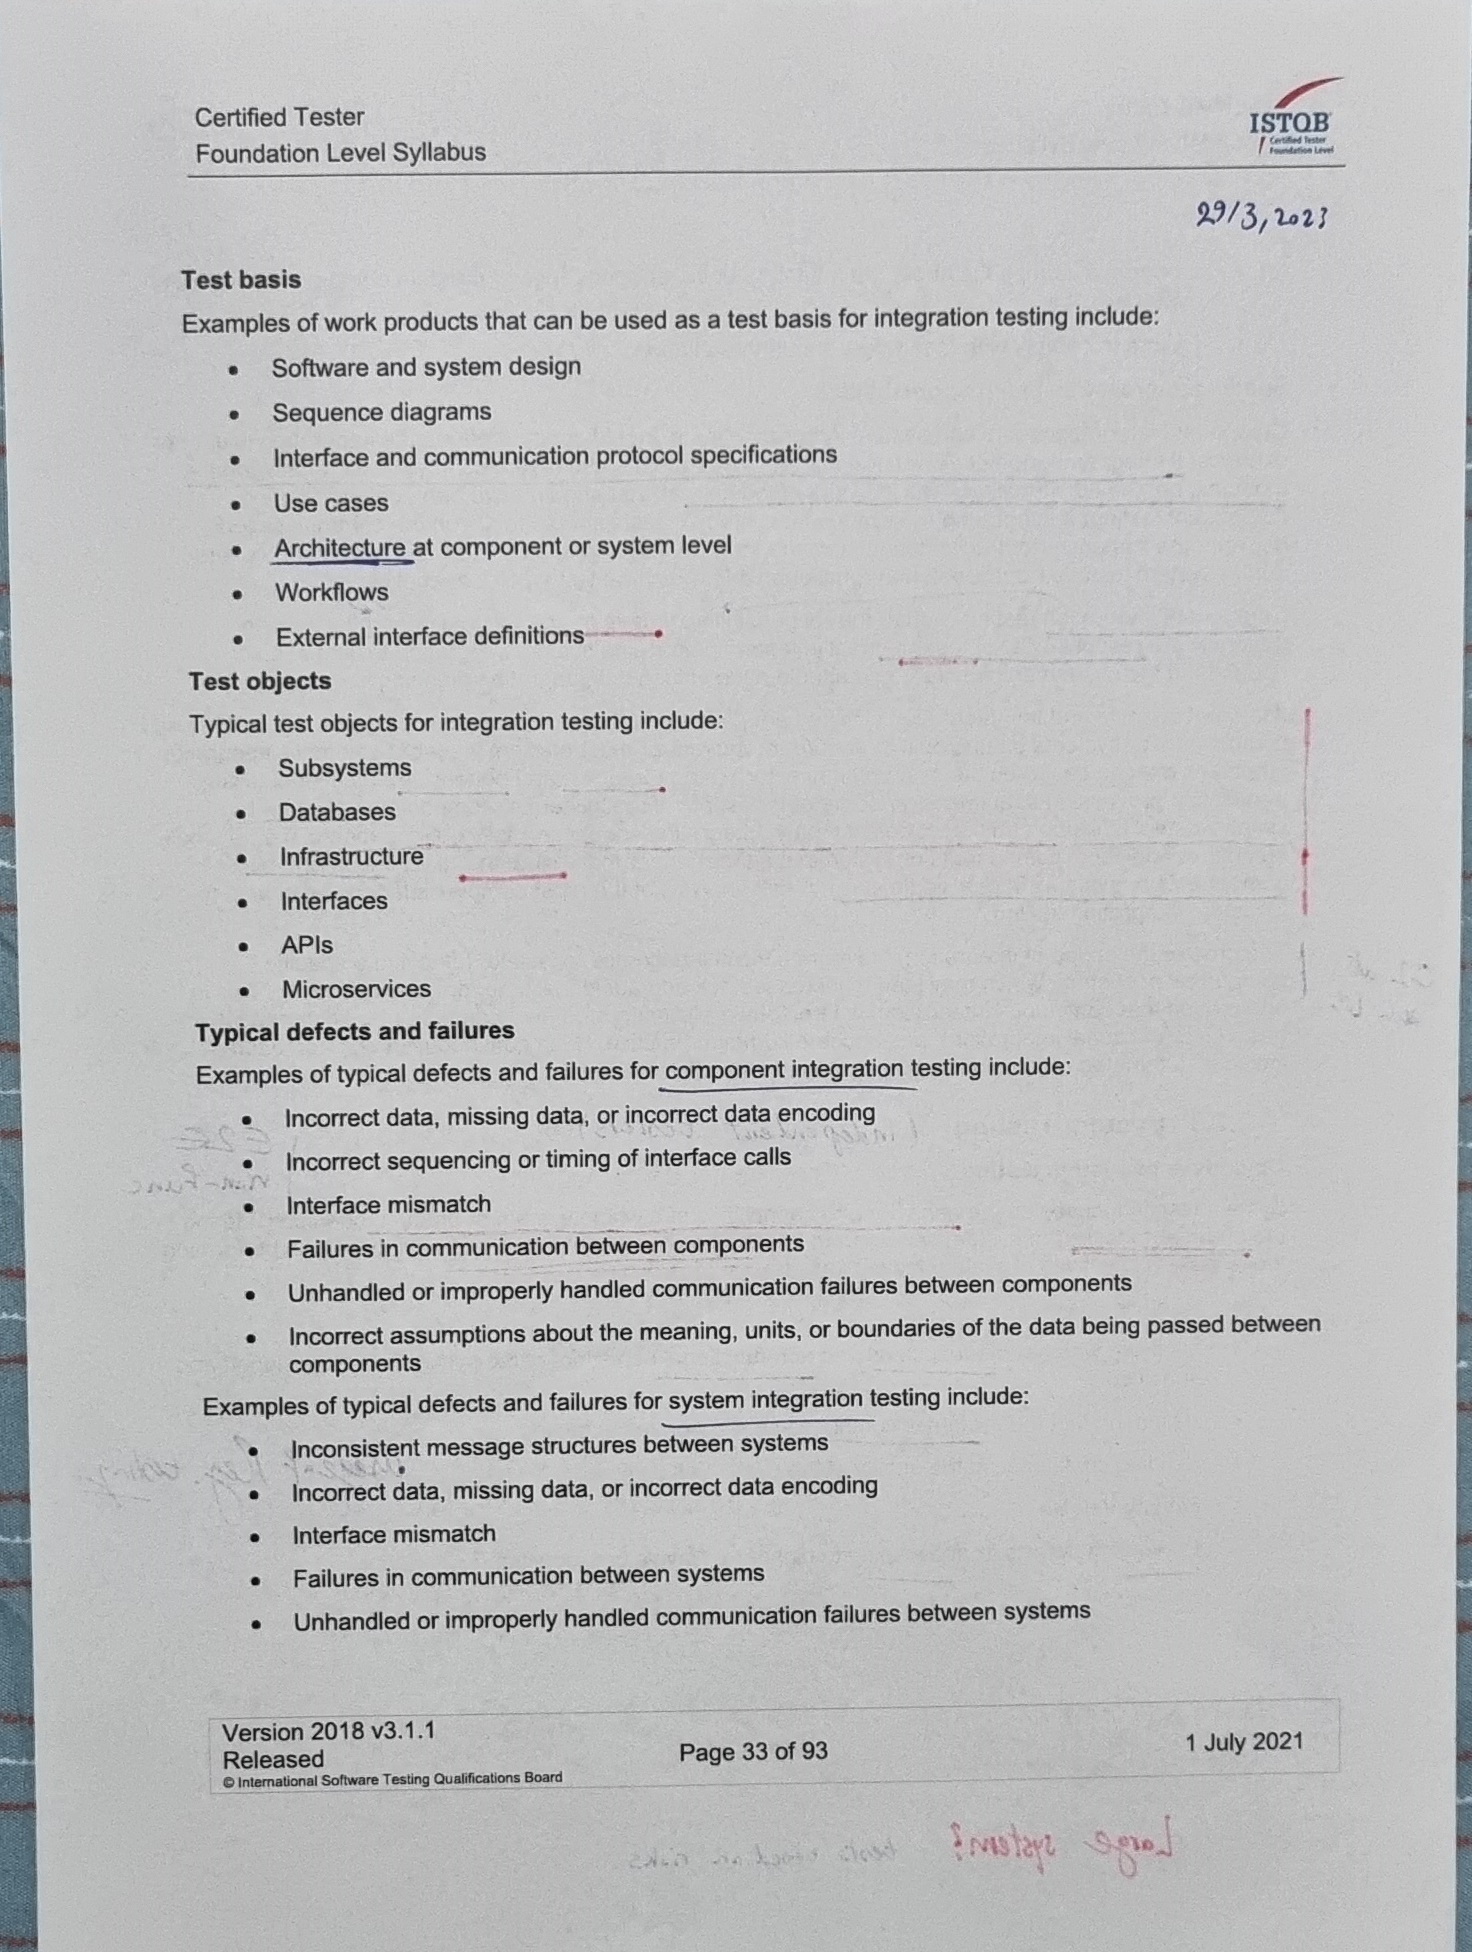 Certified Tester
Foundation Level Syllabus
ISTQB
Certified Tester
Foundation Level
29/3,2023
Test basis
Examples of work products that can be used as a test basis for integration testing include:
• Software and system design
• Sequence diagrams
• Interface and communication protocol specifications
• Use cases
• Architecture at component or system level
• Workflows
• External interface definitions
Test objects
Typical test objects for integration testing include:
• Subsystems
• Databases
• Infrastructure
• Interfaces
• APIs
• Microservices
Typical defects and failures
Examples of typical defects and failures for component integration testing include:
• Incorrect data, missing data, or incorrect data encoding
• Incorrect sequencing or timing of interface calls
• Interface mismatch
• Failures in communication between components
• Unhandled or improperly handled communication failures between components
• Incorrect assumptions about the meaning, units, or boundaries of the data being passed between
components
Examples of typical defects and failures for system integration testing include:
• Inconsistent message structures between systems
• Incorrect data, missing data, or incorrect data encoding
• Interface mismatch
• Failures in communication between systems
• Unhandled or improperly handled communication failures between systems
Version 2018 v3.1.1
Released
© International Software Testing Qualifications Board
Page 33 of 93
1 July 2021
Large system?